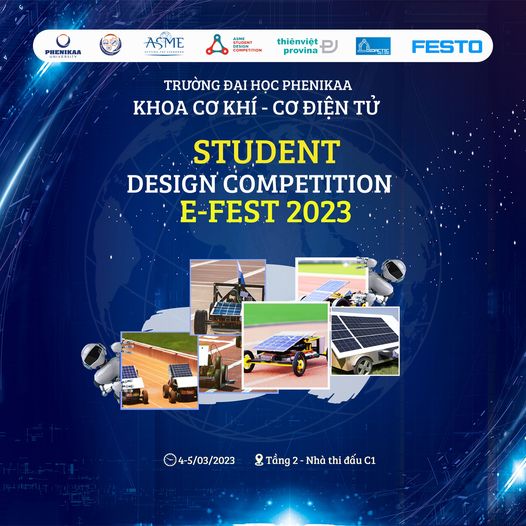 PHENIKAA
UNIVERSITY
ASME
ASME
STUDENT
DESIGN
COMPETITION
thiênviệt
provina
FESTO
TRƯỜNG ĐẠI HỌC PHENIKAA
KHOA CƠ KHÍ - CƠ ĐIỆN TỬ
STUDENT
DESIGN COMPETITION
E-FEST 2023
4-5/03/2023
Tầng 2 - Nhà thi đấu C1